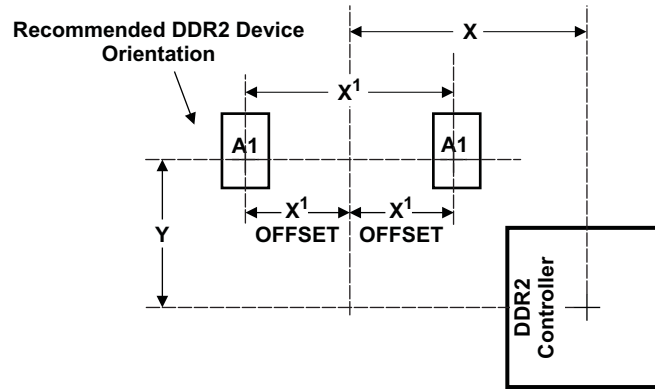 Recommended DDR2 Device
Orientation
X
X¹
A1
A1
X¹
X¹
OFFSET
OFFSET
Y
DDR2
Controller